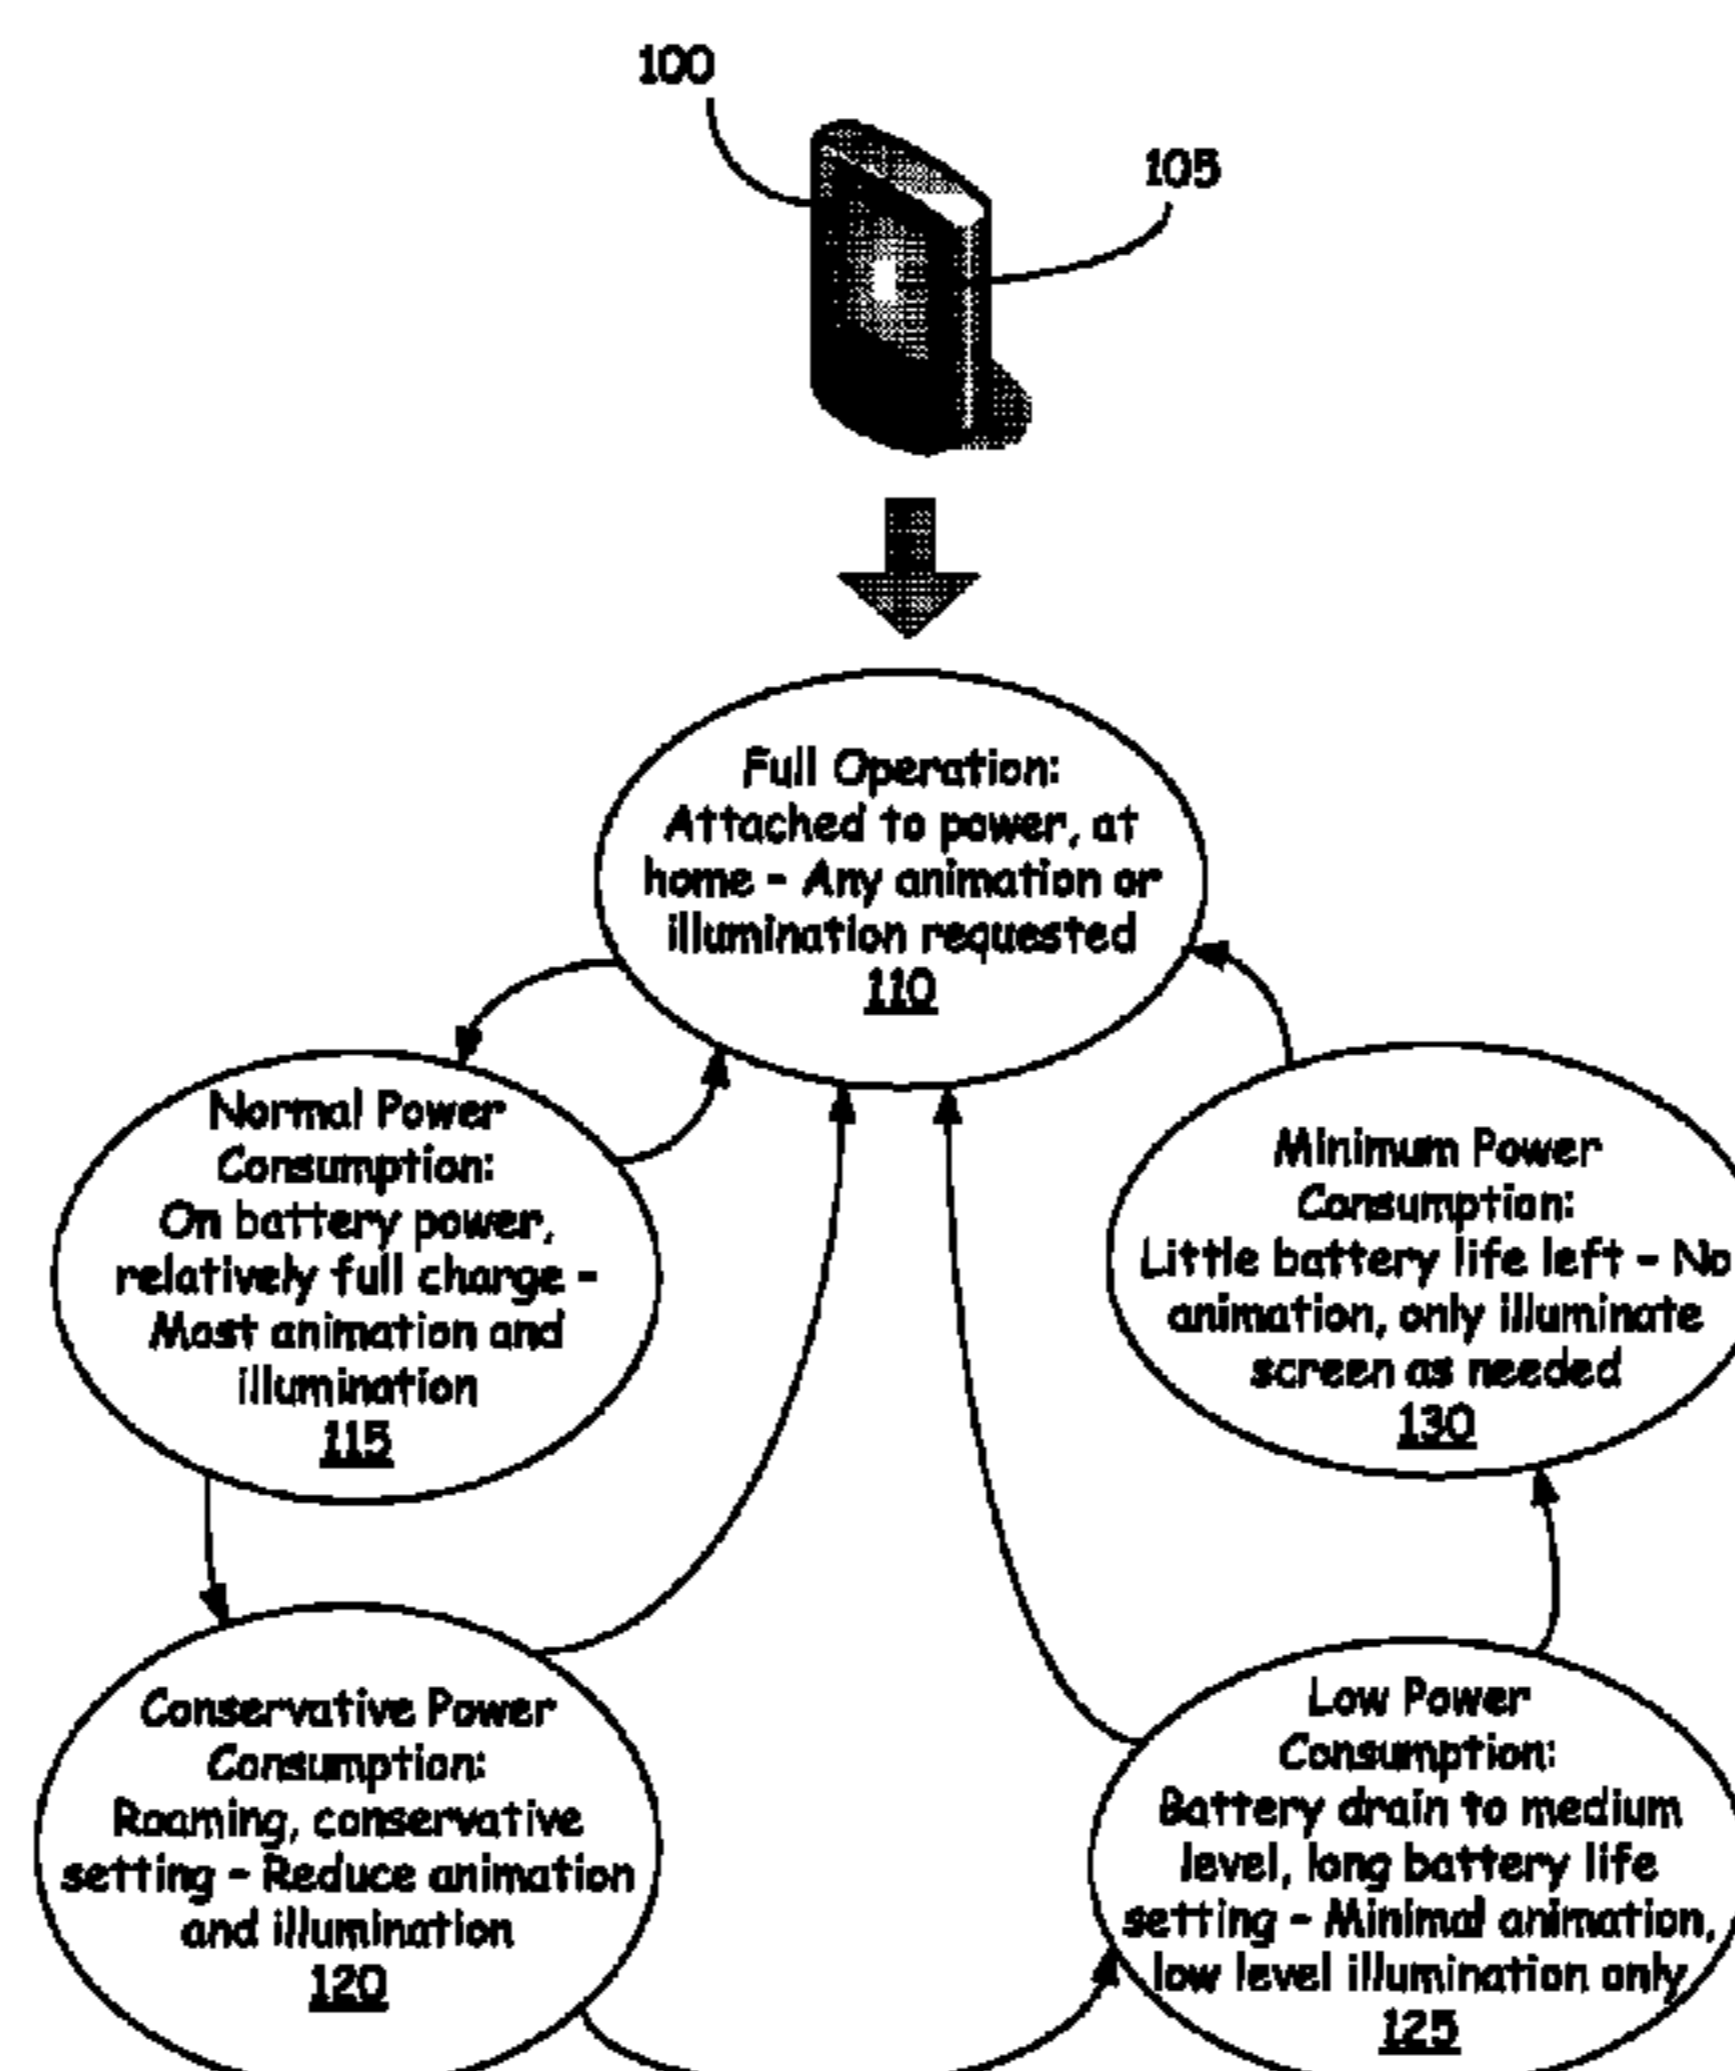 100
105
Full Operation:
Attached to power, at
home - Any animation or
illumination requested
110
Normal Power
Consumption:
On battery power,
relatively full charge -
Most animation and
illumination
115
Minimum Power
Consumption:
Little battery life left - No
animation, only illuminate
screen as needed
130
Conservative Power
Consumption:
Roaming, conservative
setting - Reduce animation
and illumination
120
Low Power
Consumption:
Battery drain to medium
level, long battery life
setting - Minimal animation,
low level illumination only
125